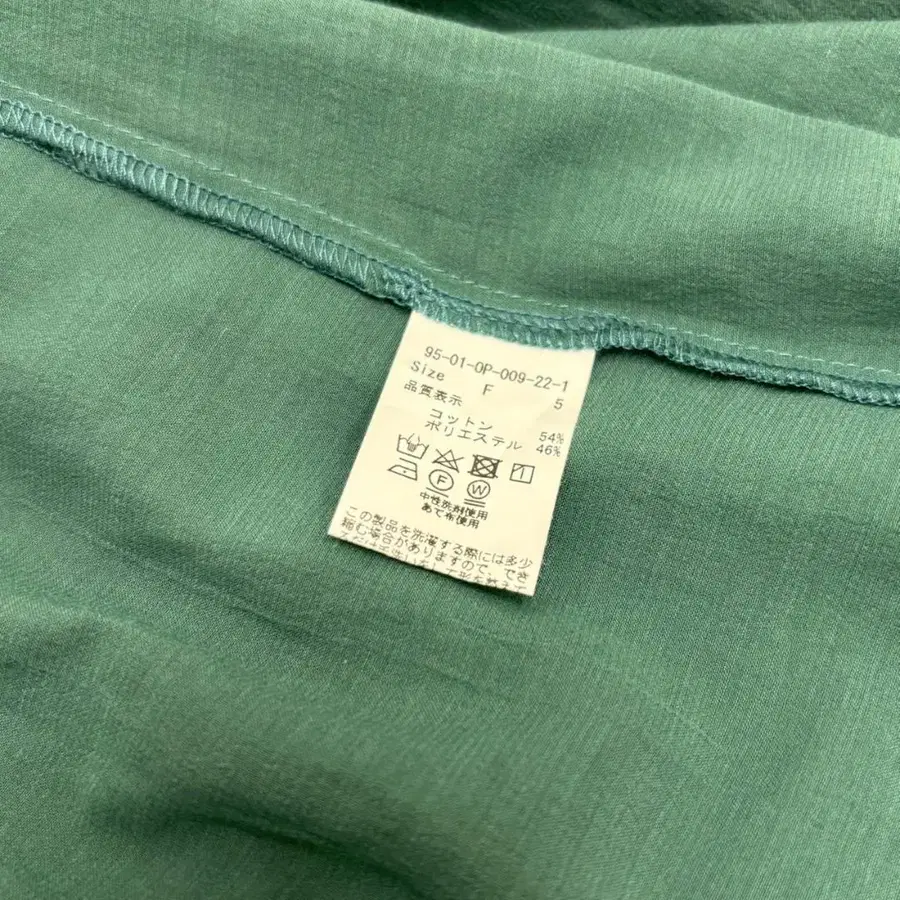 95-01-OP-009-22-1
Size F 5
品質表示
コットン 54%
ポリエステル 46%
F W
中性洗剤使用
あて布使用
この製品を洗濯する際には多少
縮む場合がありますので、でき